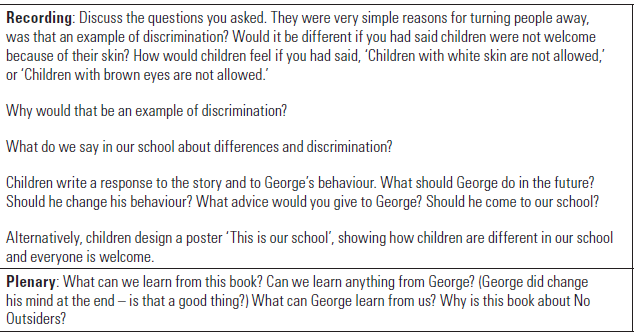 Recording: Discuss the questions you asked. They were very simple reasons for turning people away,
was that an example of discrimination? Would it be different if you had said children were not welcome
because of their skin? How would children feel if you had said, ‘Children with white skin are not allowed,’
or ‘Children with brown eyes are not allowed.’
Why would that be an example of discrimination?
What do we say in our school about differences and discrimination?
Children write a response to the story and to George’s behaviour. What should George do in the future?
Should he change his behaviour? What advice would you give to George? Should he come to our school?
Alternatively, children design a poster ‘This is our school’, showing how children are different in our school
and everyone is welcome.
Plenary: What can we learn from this book? Can we learn anything from George? (George did change
his mind at the end – is that a good thing?) What can George learn from us? Why is this book about No
Outsiders?